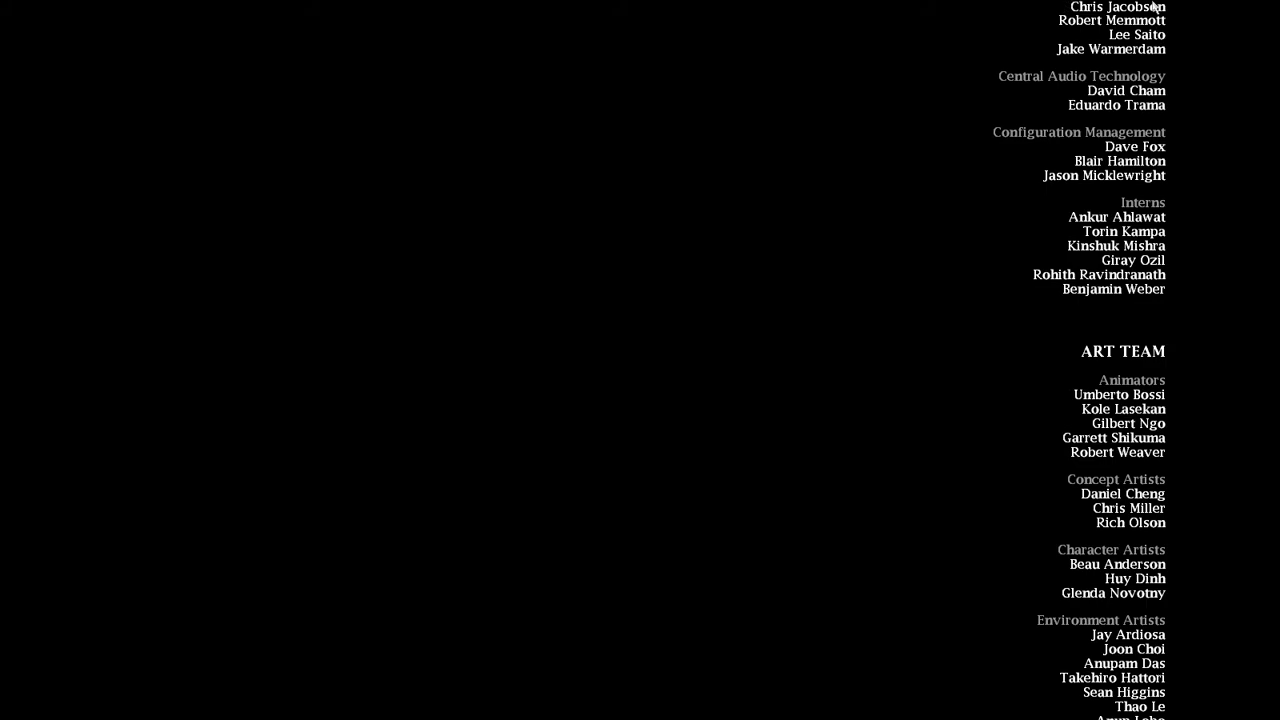 Chris Jacobson
Robert Memmott
Lee Saito
Jake Warmerdam
Central Audio Technology
David Cham
Eduardo Trama
Configuration Management
Dave Fox
Blair Hamilton
Jason Micklewright
Interns
Ankur Ahlawat
Torin Kampa
Kinshuk Mishra
Giray Ozil
Rohith Ravindranath
Benjamin Weber
ART TEAM
Animators
Umberto Bossi
Kole Lasekan
Gilbert Ngo
Garrett Shikuma
Robert Weaver
Concept Artists
Daniel Cheng
Chris Miller
Rich Olson
Character Artists
Beau Anderson
Huy Dinh
Glenda Novotny
Environment Artists
Jay Ardiosa
Joon Choi
Anupam Das
Takehiro Hattori
Sean Higgins
Thao Le